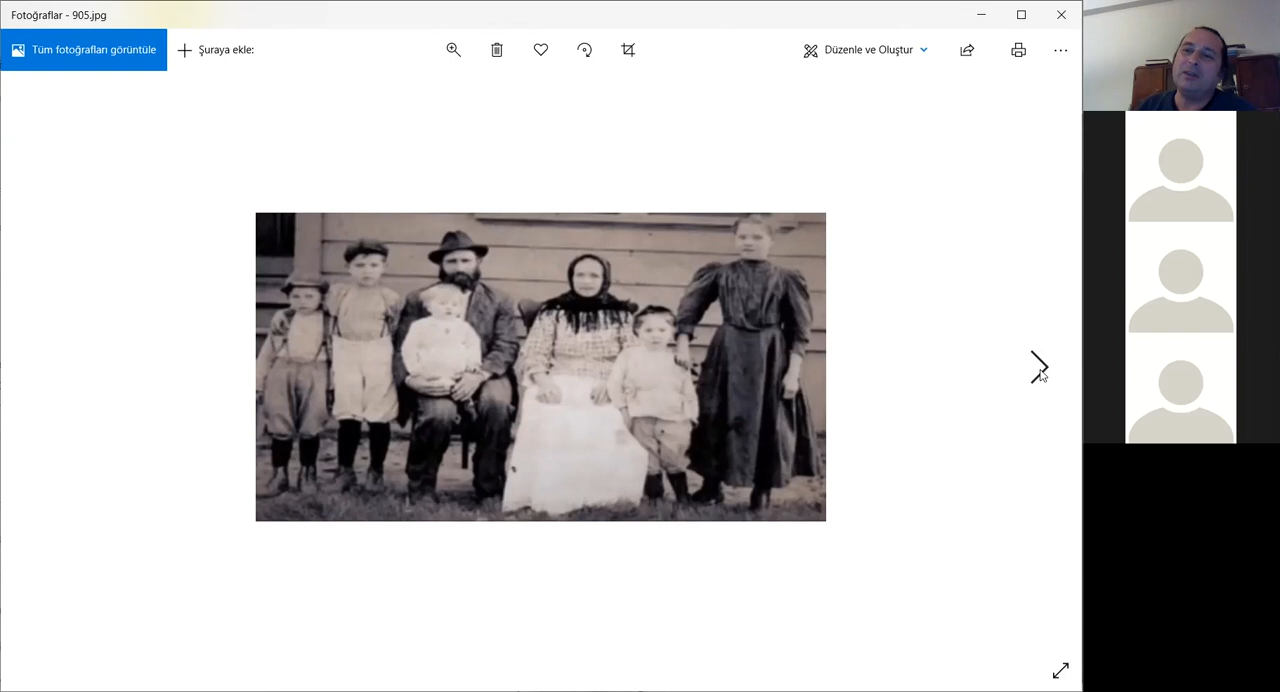 Fotoğraflar - 905.jpg
Tüm fotoğrafları görüntüle
Şuraya ekle:
Düzenle ve Oluştur